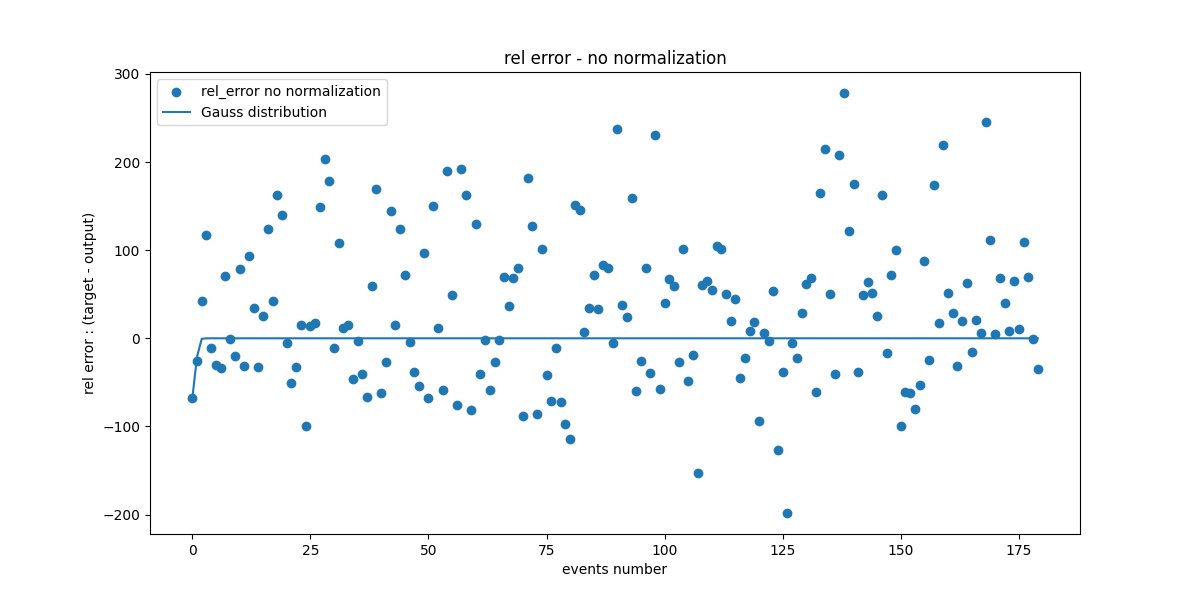 rel error - no normalization
rel_error no normalization
Gauss distribution
rel error : (target - output)
300
200
100
0
−100
−200
0
25
50
75
100
125
150
175
events number